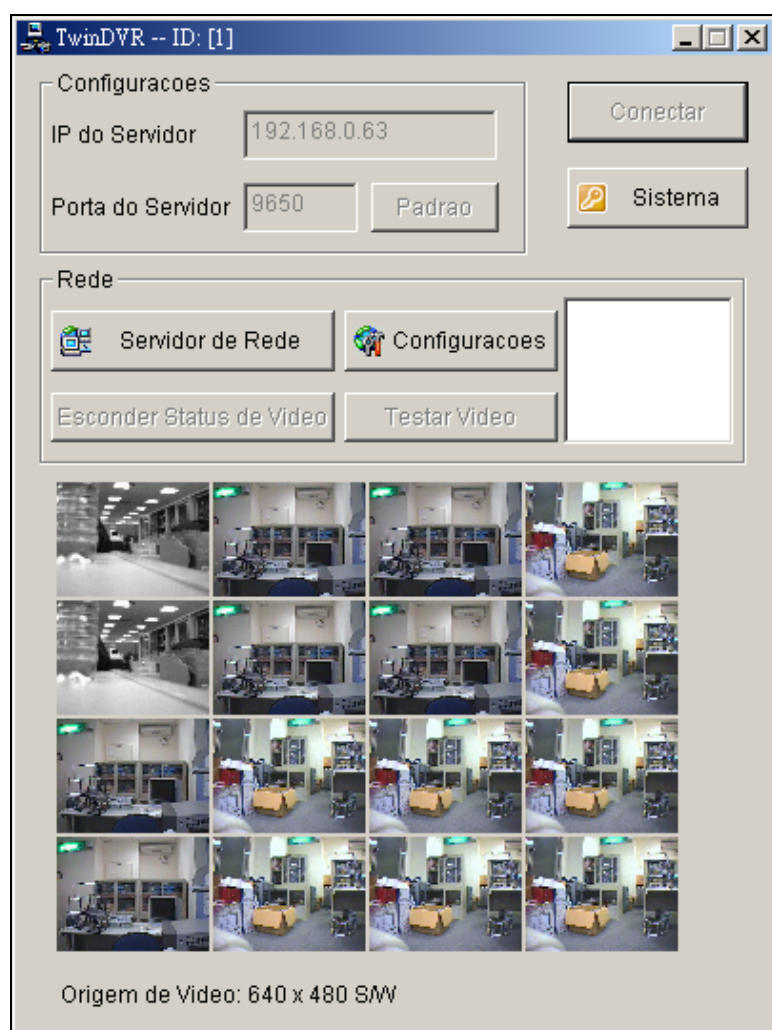 TwinDVR -- ID: [1]
Configuracoes
IP do Servidor 192.168.0.63
Conectar
Porta do Servidor 9650 Padrao
Sistema
Rede
Servidor de Rede Configuracoes
Esconder Status de Video Testar Video
Origem de Video: 640 x 480 S/W